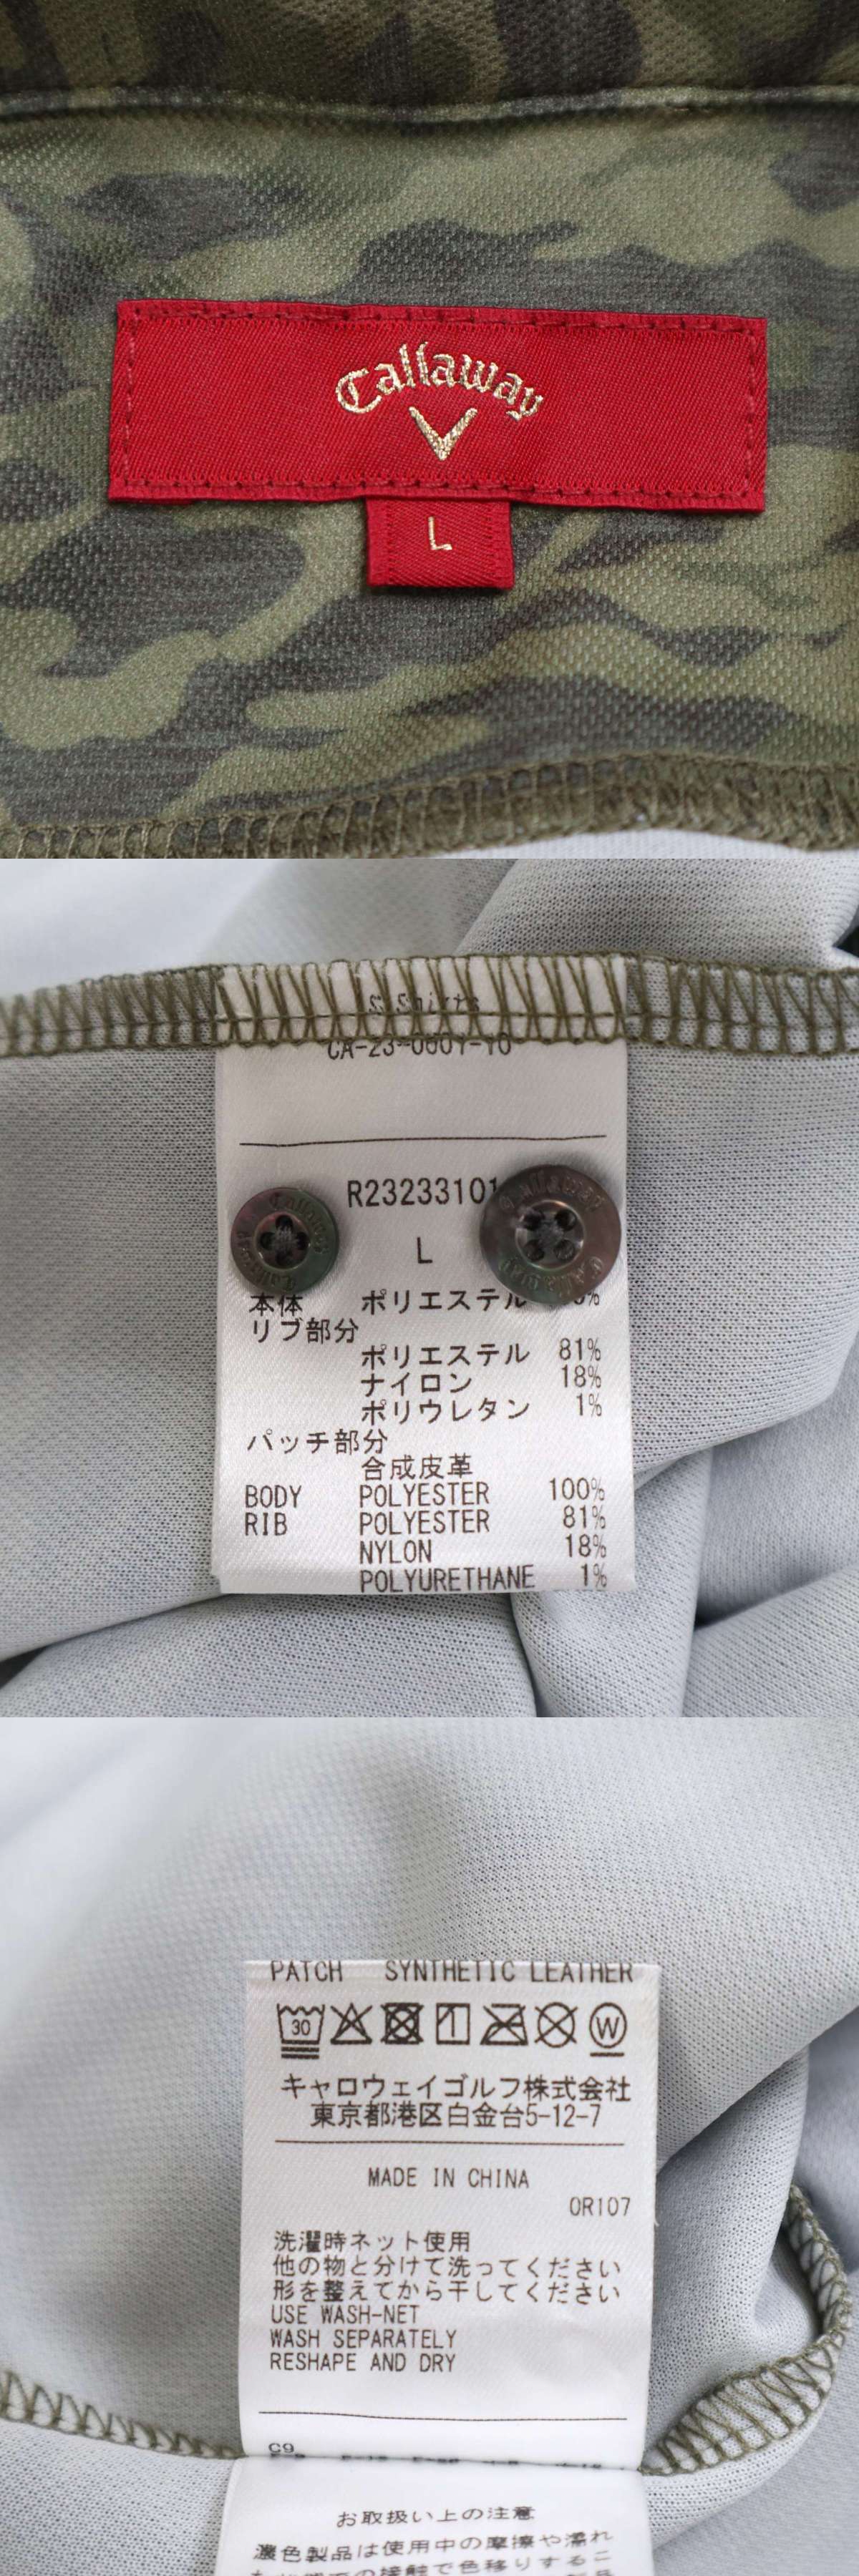 Callaway
L
CA-23-0601-10
R23233101
L
本体 ポリエステル
リブ部分
ポリエステル 81%
ナイロン 18%
ポリウレタン 1%
パッチ部分
合成皮革
BODY POLYESTER 100%
RIB POLYESTER 81%
NYLON 18%
POLYURETHANE 1%
PATCH SYNTHETIC LEATHER
30 W
キャロウェイゴルフ株式会社
東京都港区白金台5-12-7
MADE IN CHINA
0R107
洗濯時ネット使用
他の物と分けて洗ってください
形を整えてから干してください
USE WASH-NET
WASH SEPARATELY
RESHAPE AND DRY
C9
お取扱い上の注意
濃色製品は使用中の摩擦や濡れ